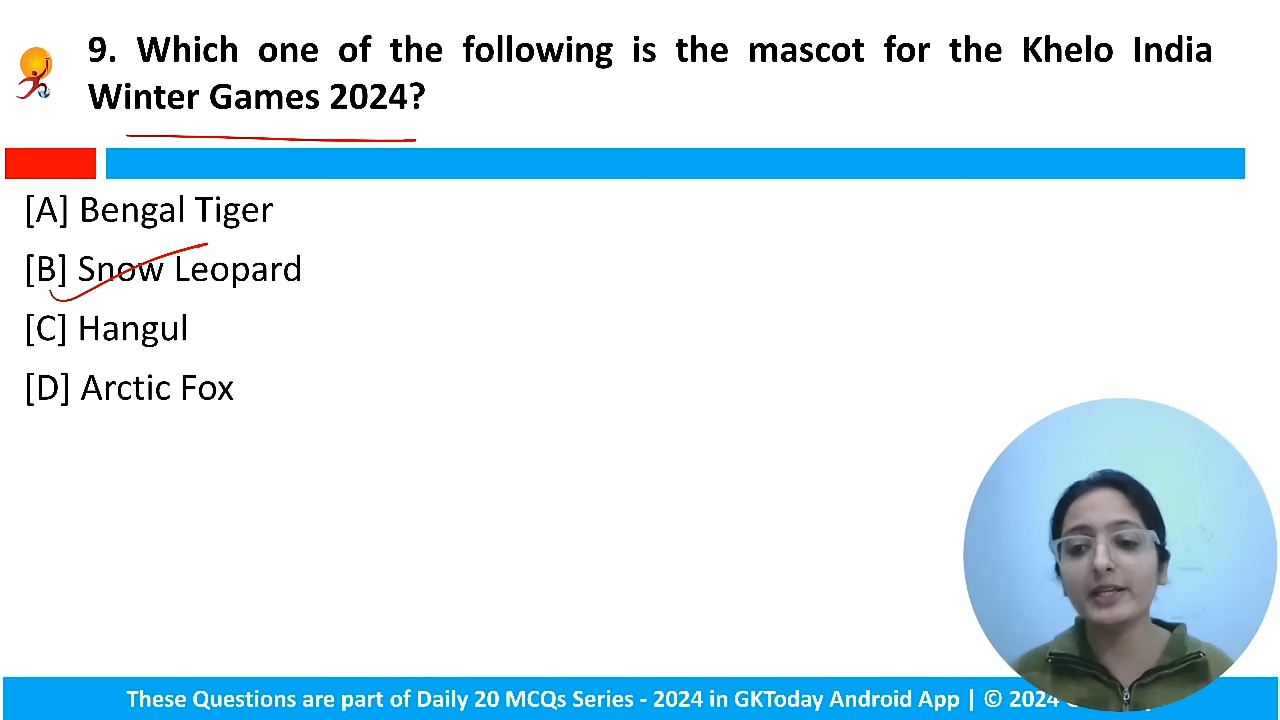 9. Which one of the following is the mascot for the Khelo India
Winter Games 2024?
[A] Bengal Tiger
[B] Snow Leopard
[C] Hangul
[D] Arctic Fox
These Questions are part of Daily 20 MCQs Series - 2024 in GKToday Android App | © 2024